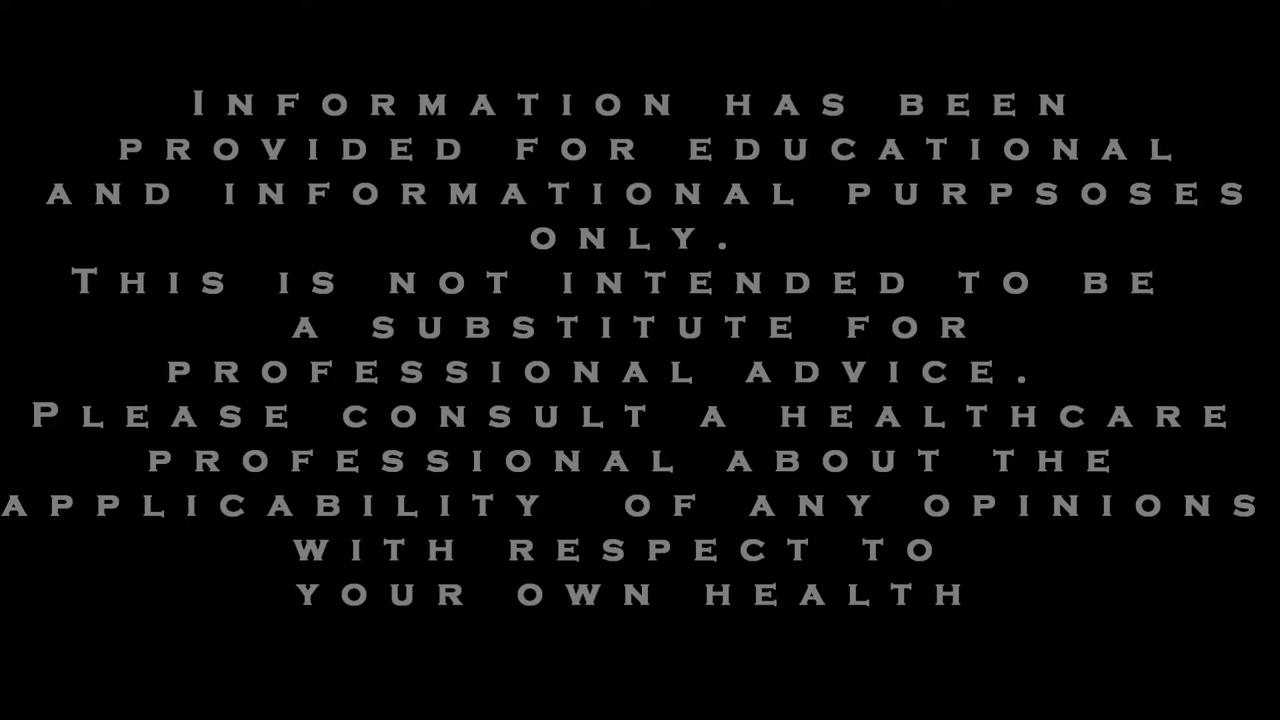 Information has been
provided for educational
and informational purpsoses
only.
This is not intended to be
a substitute for
professional advice.
Please consult a healthcare
professional about the
applicability of any opinions
with respect to
your own health